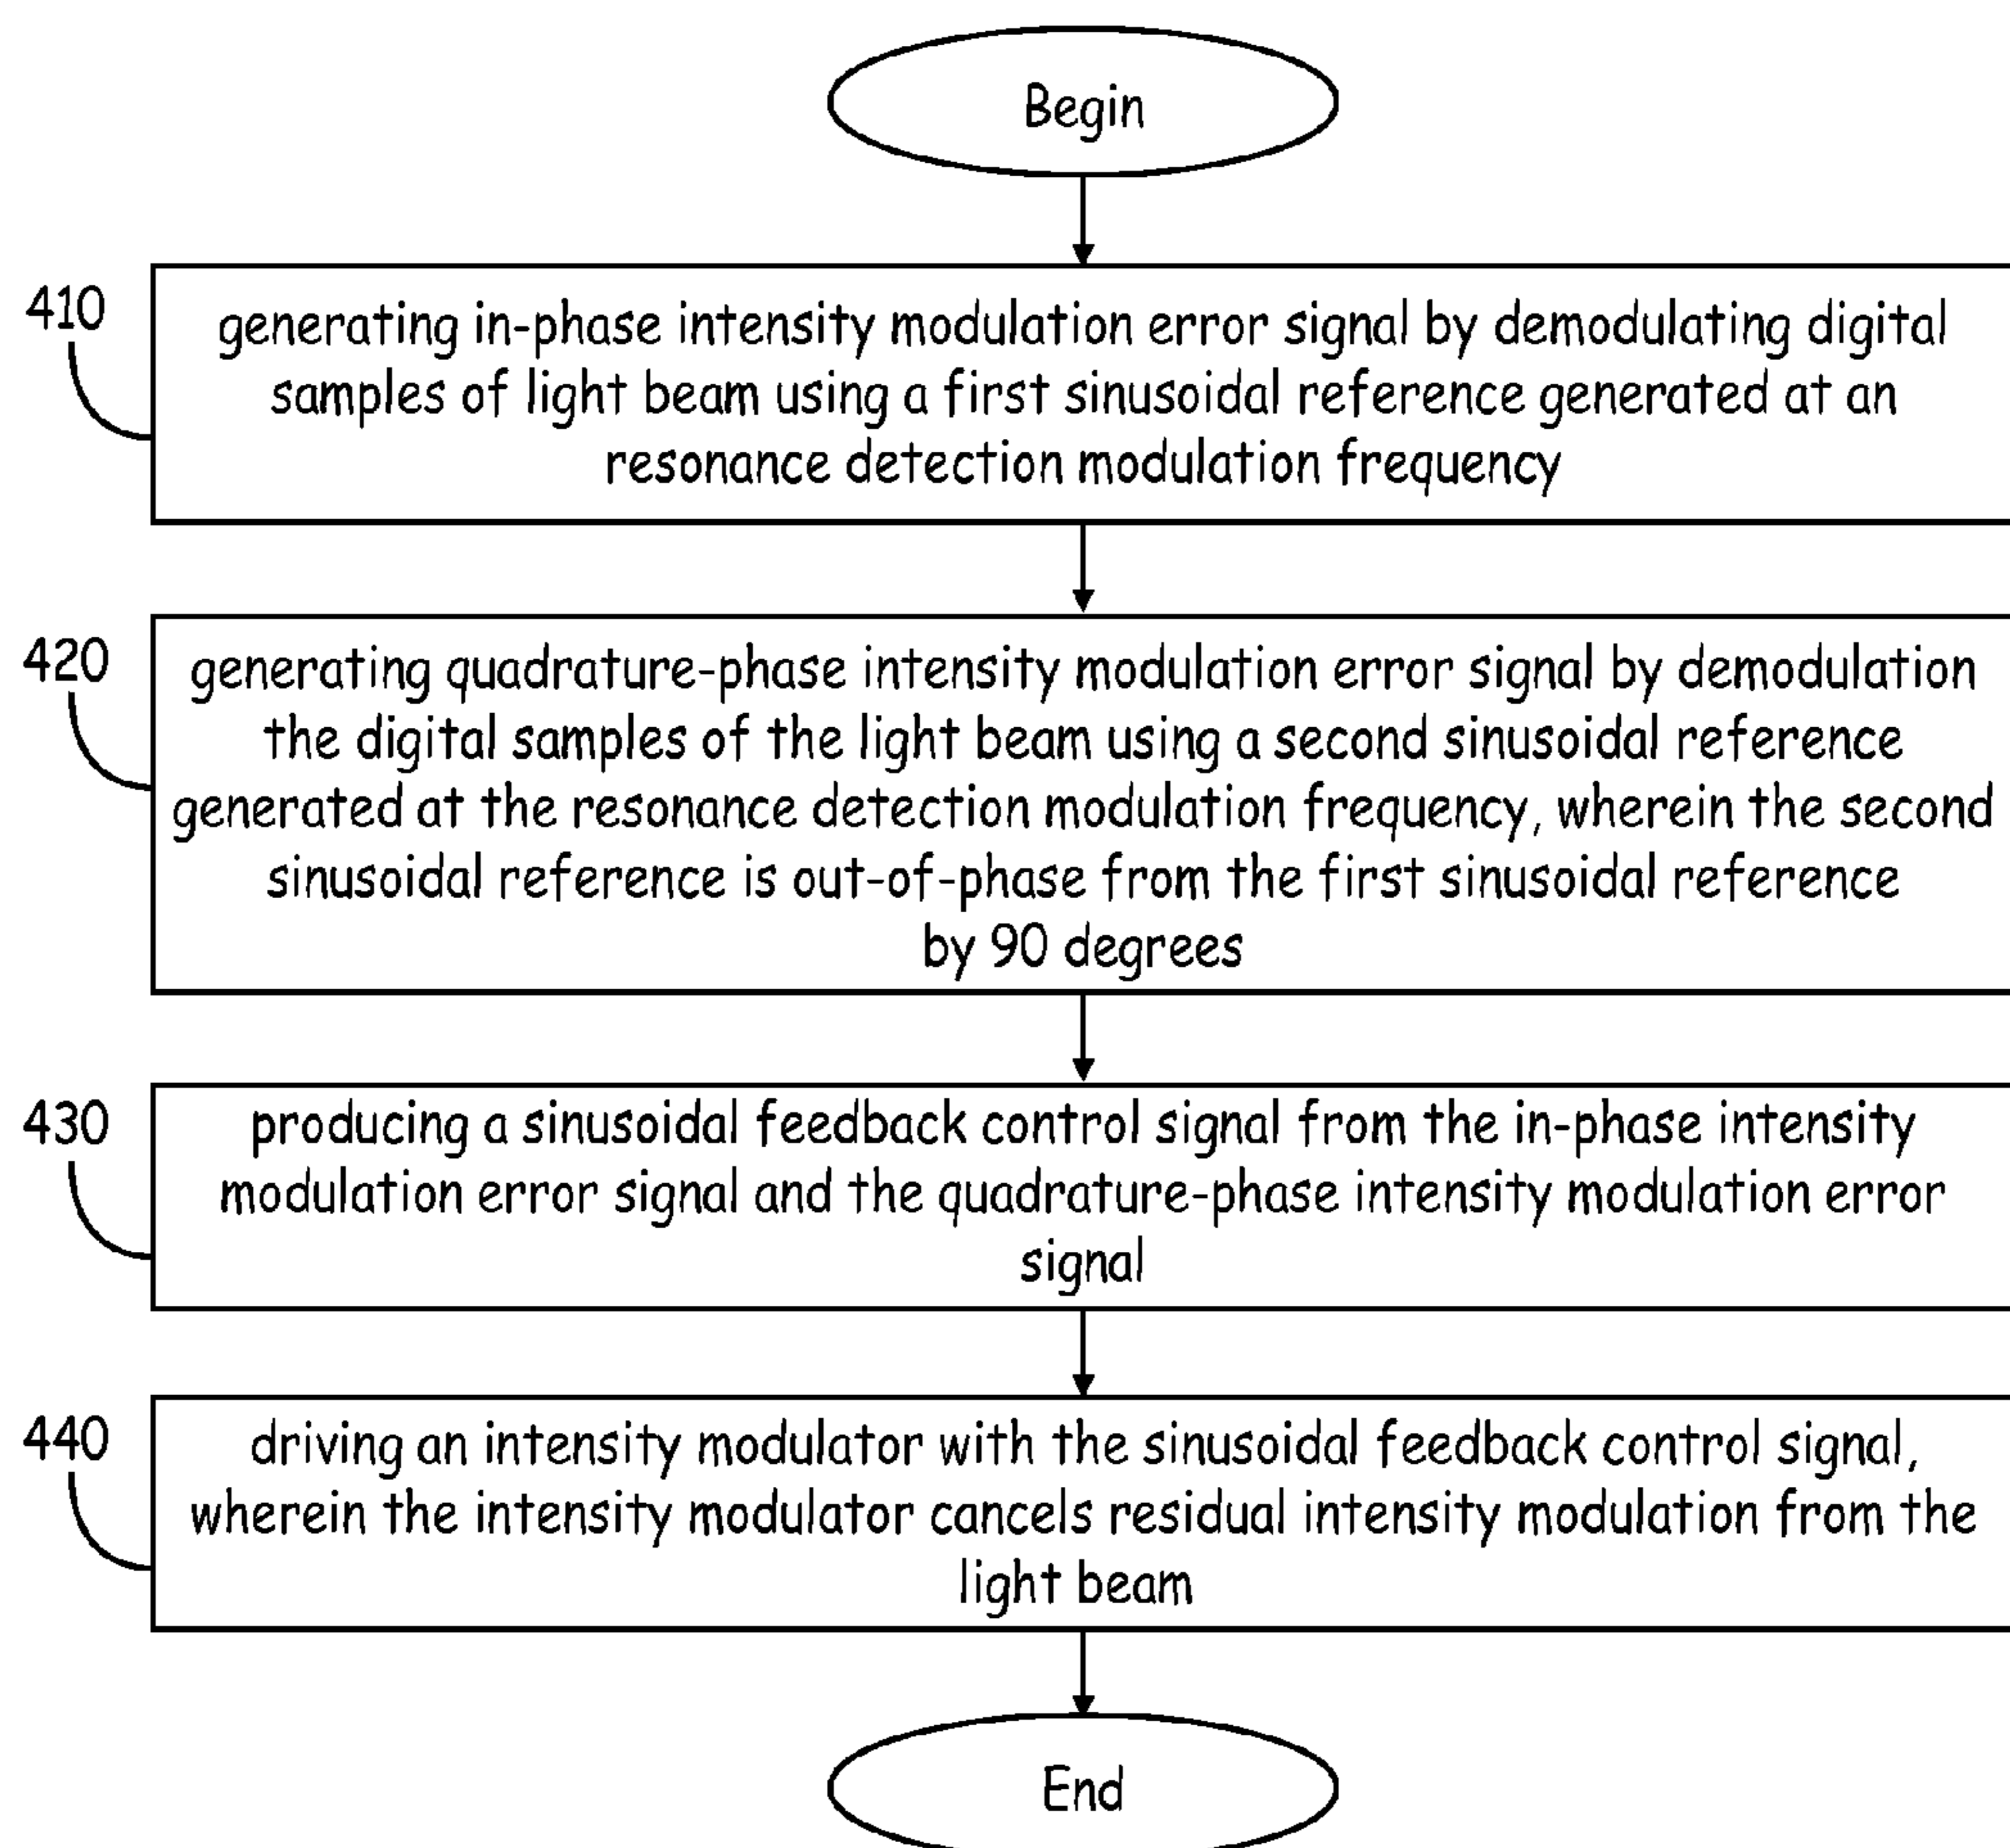 Begin
410
generating in-phase intensity modulation error signal by demodulating digital
samples of light beam using a first sinusoidal reference generated at an
resonance detection modulation frequency
420
generating quadrature-phase intensity modulation error signal by demodulation
the digital samples of the light beam using a second sinusoidal reference
generated at the resonance detection modulation frequency, wherein the second
sinusoidal reference is out-of-phase from the first sinusoidal reference
by 90 degrees
430
producing a sinusoidal feedback control signal from the in-phase intensity
modulation error signal and the quadrature-phase intensity modulation error
signal
440
driving an intensity modulator with the sinusoidal feedback control signal,
wherein the intensity modulator cancels residual intensity modulation from the
light beam
End